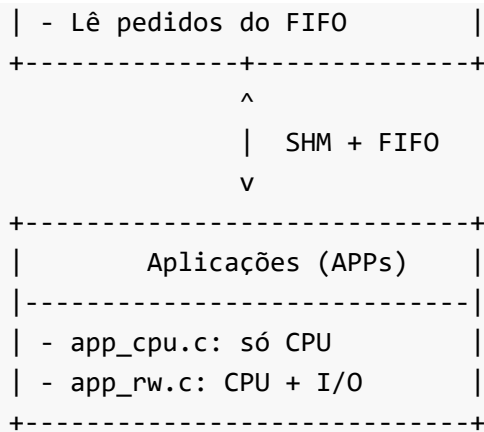 | - Lê pedidos do FIFO        |
+--------------+--------------+
               ^
               |  SHM + FIFO
               v
+-----------------------------+
|        Aplicações (APPs)    |
|-----------------------------|
| - app_cpu.c: só CPU         |
| - app_rw.c: CPU + I/O       |
+-----------------------------+